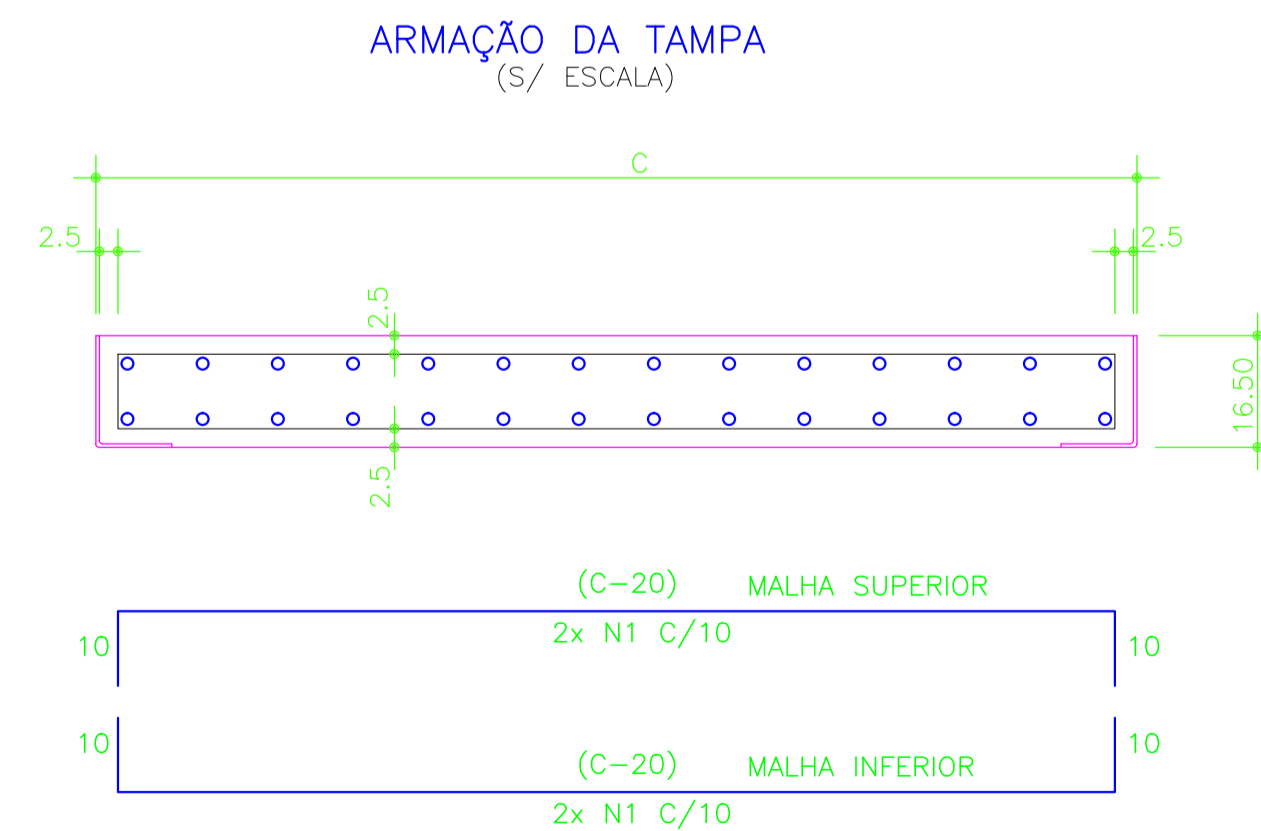 ARMAÇÃO DA TAMPA
(S/ ESCALA)
C
2.5
2.5
2.5
16.50
2.5
(C-20) MALHA SUPERIOR
2x N1 C/10
10
10
10
10
(C-20) MALHA INFERIOR
2x N1 C/10